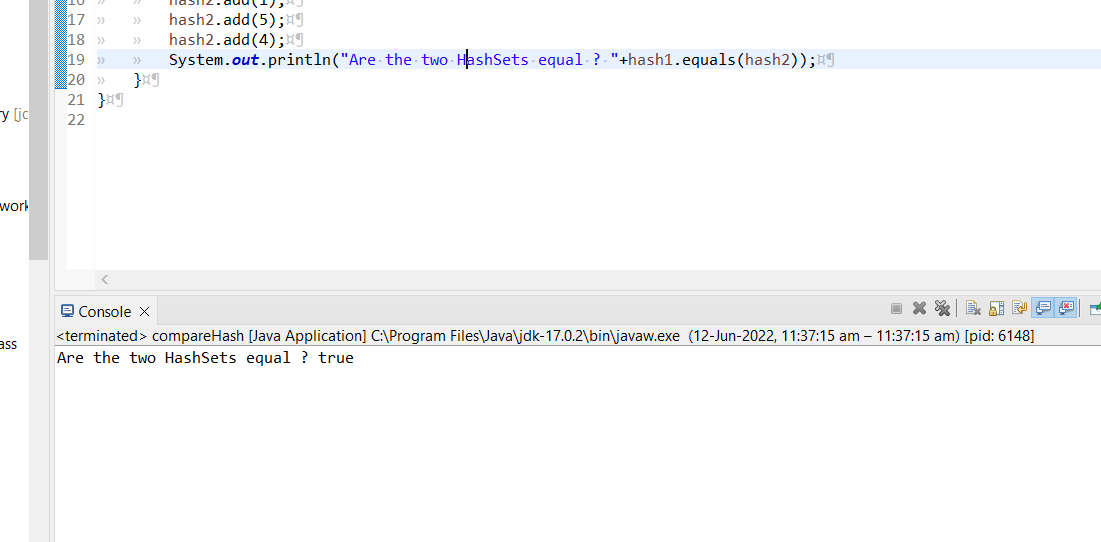 16 hash2.add(1);
17 hash2.add(5);
18 hash2.add(4);
19 System.out.println("Are the two HashSets equal ? "+hash1.equals(hash2));
20 }
21 }
22
ry [jc
work
ass
Console
<terminated> compareHash [Java Application] C:\Program Files\Java\jdk-17.0.2\bin\javaw.exe (12-Jun-2022, 11:37:15 am – 11:37:15 am) [pid: 6148]
Are the two HashSets equal ? true